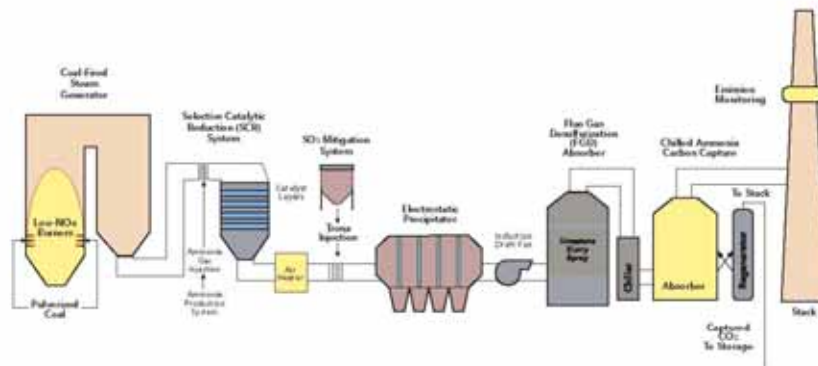 Coal-Fired
Steam
Generator
Low-NOx
Burners
Pulverized
Coal
Selective Catalytic
Reduction (SCR)
System
Catalyst
Layers
Ammonia
Gas
Injection
Ammonia
Production
System
Air
Heater
SO₃ Mitigation
System
Trona
Injection
Electrostatic
Precipitator
Induction
Draft Fan
Flue Gas
Desulfurization
(FGD)
Absorber
Limestone
Slurry
Spray
Chiller
Chilled Ammonia
Carbon Capture
Absorber
Regenerator
To Stack
Captured
CO₂
To Storage
Emission
Monitoring
Stack